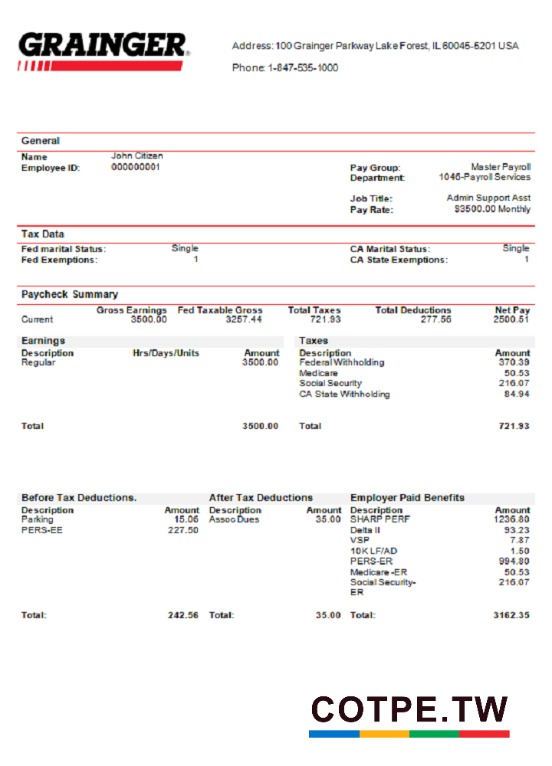 GRAINGER
Address: 100 Grainger Parkway Lake Forest, IL 60045-5201 USA
Phone: 1-847-535-1000
General
Name John Citizen
Employee ID: 000000001
Pay Group: Master Payroll
Department: 1046-Payroll Services
Job Title: Admin Support Asst
Pay Rate: $3500.00 Monthly
Tax Data
Fed marital Status: Single CA Marital Status: Single
Fed Exemptions: 1 CA State Exemptions: 1
Paycheck Summary
Gross Earnings Fed Taxable Gross Total Taxes Total Deductions Net Pay
Current 3500.00 3257.44 721.93 277.56 2500.51
Earnings Taxes
Description Hrs/Days/Units Amount Description Amount
Regular 3500.00 Federal Withholding 370.39
Medicare 50.53
Social Security 216.07
CA State Withholding 84.94
Total 3500.00 Total 721.93
Before Tax Deductions. After Tax Deductions Employer Paid Benefits
Description Amount Description Amount Description Amount
Parking 15.06 Assoc Dues 35.00 SHARP PERF 1236.80
PERS-EE 227.50 Delta II 93.23
VSP 7.87
10K LF/AD 1.50
PERS-ER 994.80
Medicare -ER 50.53
Social Security- 216.07
ER
Total: 242.56 Total: 35.00 Total: 3162.35
COTPE.TW